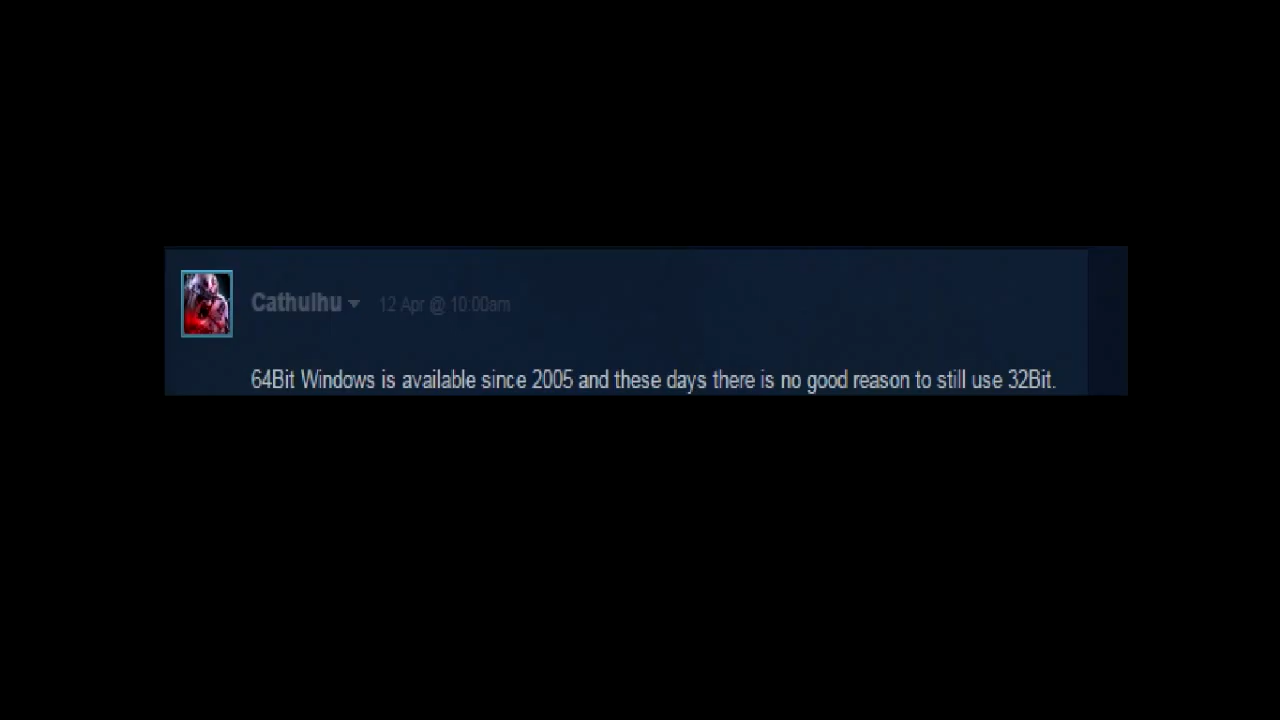 Cathulhu 12 Apr @ 10:00am
64Bit Windows is available since 2005 and these days there is no good reason to still use 32Bit.